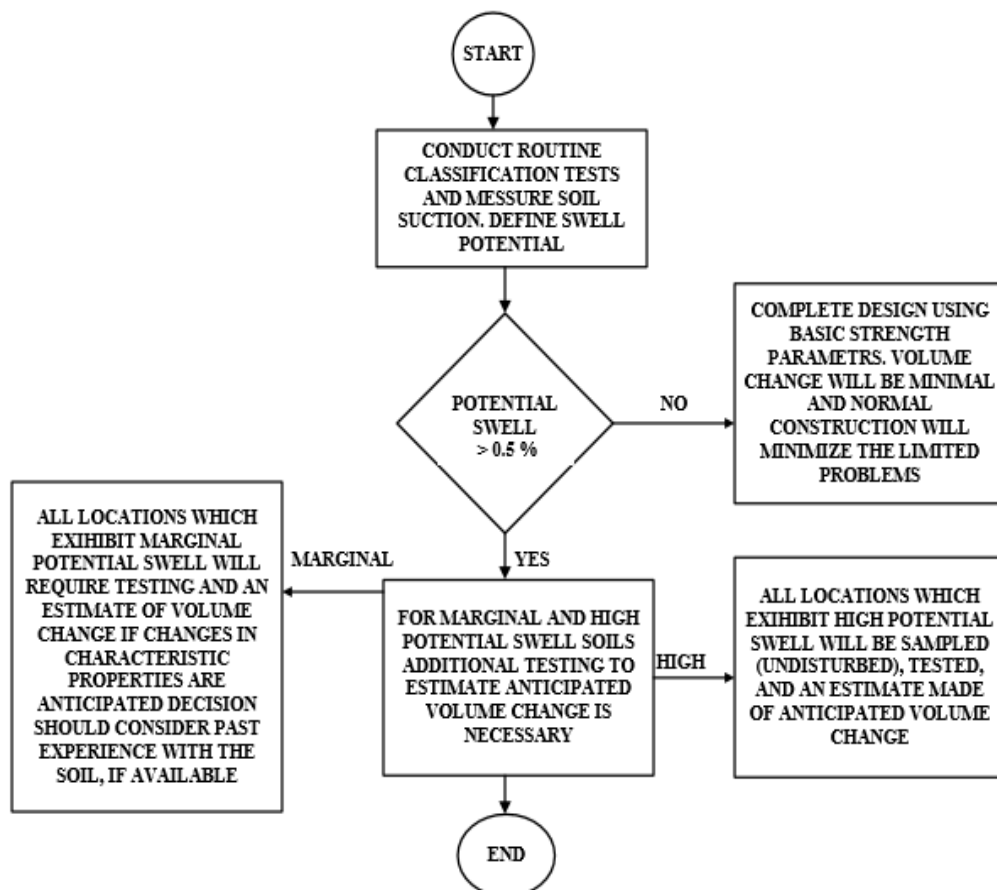 START
CONDUCT ROUTINE
CLASSIFICATION TESTS
AND MESSURE SOIL
SUCTION. DEFINE SWELL
POTENTIAL
POTENTIAL
SWELL
> 0.5 %
NO
COMPLETE DESIGN USING
BASIC STRENGTH
PARAMETRS. VOLUME
CHANGE WILL BE MINIMAL
AND NORMAL
CONSTRUCTION WILL
MINIMIZE THE LIMITED
PROBLEMS
YES
FOR MARGINAL AND HIGH
POTENTIAL SWELL SOILS
ADDITIONAL TESTING TO
ESTIMATE ANTICIPATED
VOLUME CHANGE IS
NECESSARY
MARGINAL
ALL LOCATIONS WHICH
EXIHIBIT MARGINAL
POTENTIAL SWELL WILL
REQUIRE TESTING AND AN
ESTIMATE OF VOLUME
CHANGE IF CHANGES IN
CHARACTERISTIC
PROPERTIES ARE
ANTICIPATED DECISION
SHOULD CONSIDER PAST
EXPERIENCE WITH THE
SOIL, IF AVAILABLE
HIGH
ALL LOCATIONS WHICH
EXIHIBIT HIGH POTENTIAL
SWELL WILL BE SAMPLED
(UNDISTURBED), TESTED,
AND AN ESTIMATE MADE
OF ANTICIPATED VOLUME
CHANGE
END